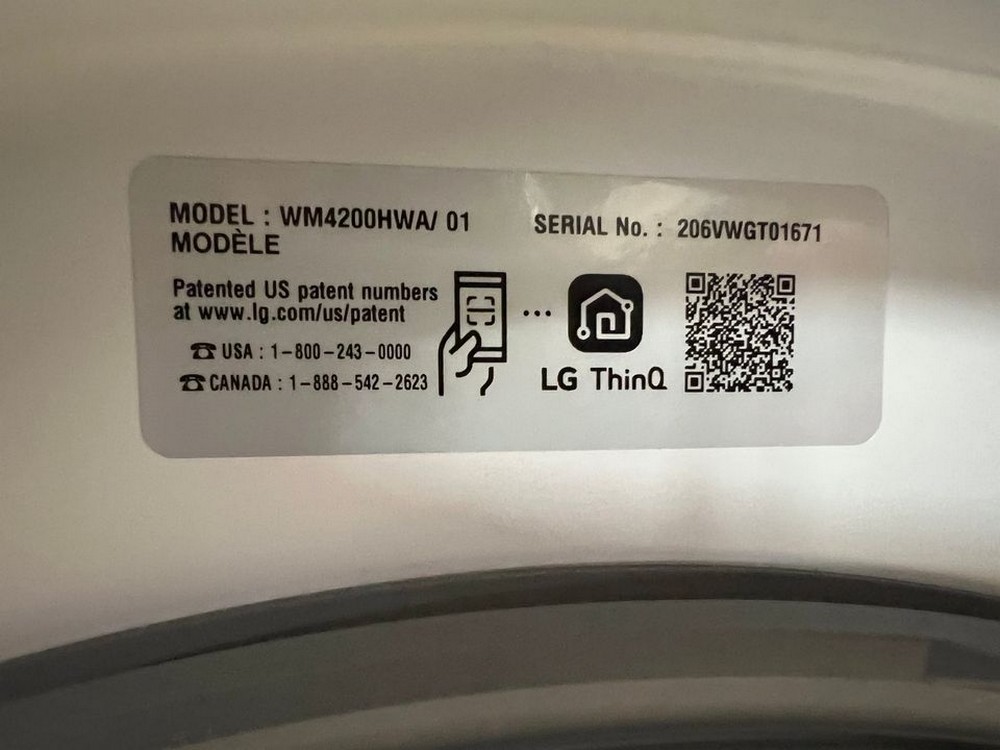 MODEL : WM4200HWA/ 01
MODÈLE
SERIAL No. : 206VWGT01671
Patented US patent numbers
at www.lg.com/us/patent
USA : 1-800-243-0000
CANADA : 1-888-542-2623
LG ThinQ